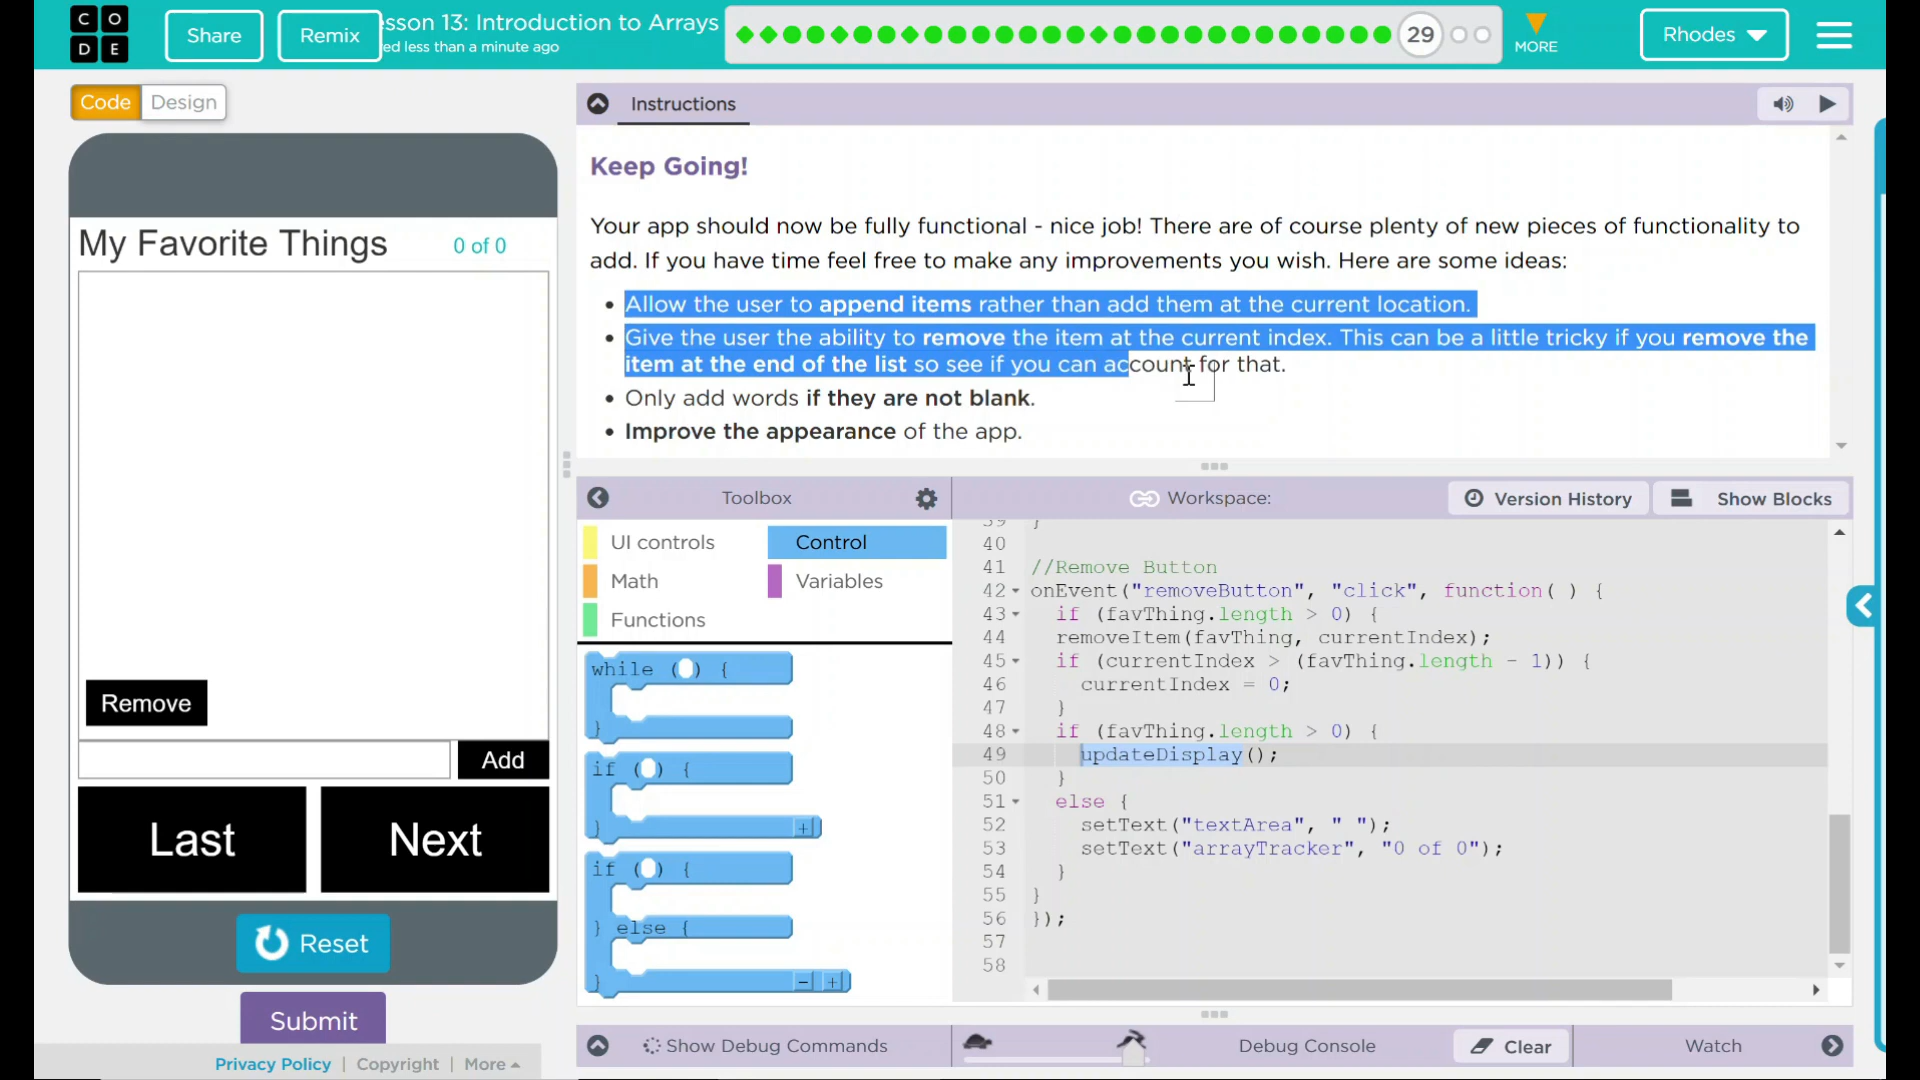 CODE
Share
Remix
esson 13: Introduction to Arrays
ed less than a minute ago
29
MORE
Rhodes
Code
Design
My Favorite Things
0 of 0
Remove
Add
Last
Next
Reset
Submit
Privacy Policy | Copyright | More
Instructions
Keep Going!
Your app should now be fully functional - nice job! There are of course plenty of new pieces of functionality to
add. If you have time feel free to make any improvements you wish. Here are some ideas:
• Allow the user to append items rather than add them at the current location.
• Give the user the ability to remove the item at the current index. This can be a little tricky if you remove the
item at the end of the list so see if you can account for that.
• Only add words if they are not blank.
• Improve the appearance of the app.
Toolbox
UI controls
Control
Math
Variables
Functions
while ( ) {
}
if ( ) {
} +
if ( ) {
} else {
} - +
Workspace:
Version History
Show Blocks
39 }
40
41 //Remove Button
42 onEvent("removeButton", "click", function( ) {
43 if (favThing.length > 0) {
44 removeItem(favThing, currentIndex);
45 if (currentIndex > (favThing.length - 1)) {
46 currentIndex = 0;
47 }
48 if (favThing.length > 0) {
49 updateDisplay();
50 }
51 else {
52 setText("textArea", " ");
53 setText("arrayTracker", "0 of 0");
54 }
55 }
56 });
57
58
Show Debug Commands
Debug Console
Clear
Watch